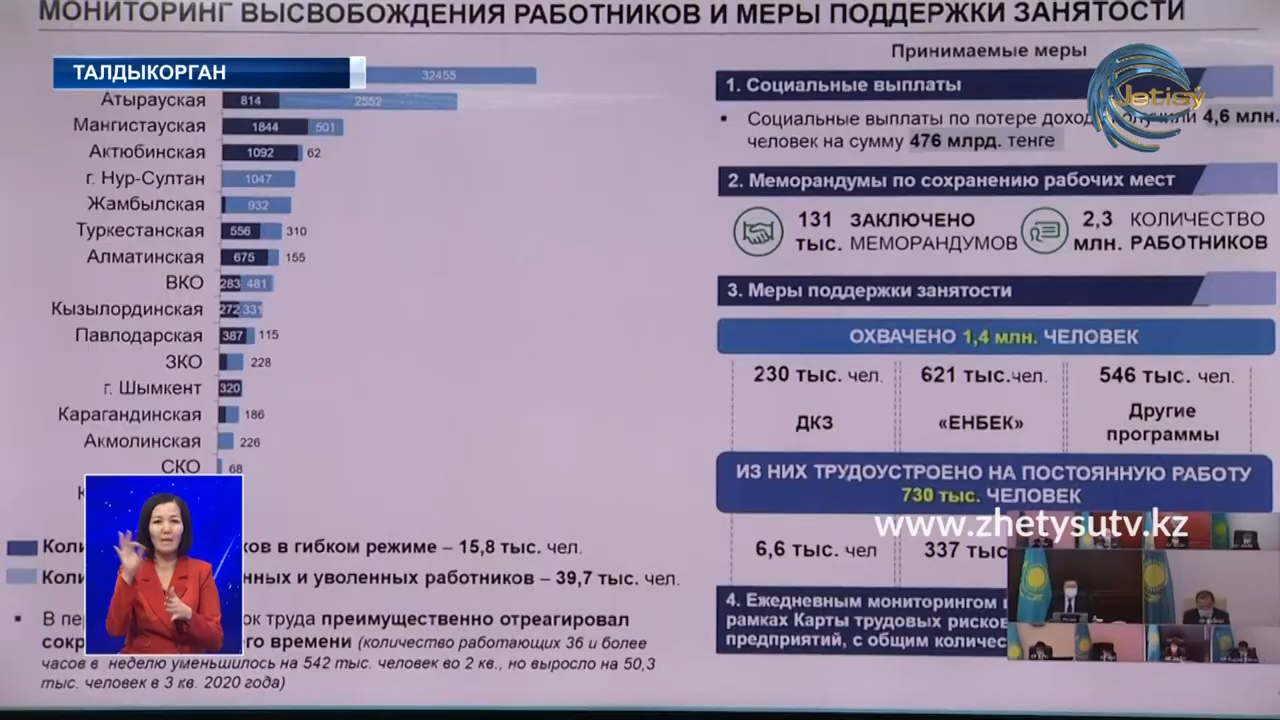 МОНИТОРИНГ ВЫСВОБОЖДЕНИЯ РАБОТНИКОВ И МЕРЫ ПОДДЕРЖКИ ЗАНЯТОСТИ
ТАЛДЫКОРГАН
32455
Атырауская 814 2552
Мангистауская 1844 501
Актюбинская 1092 62
г. Нур-Султан 1047
Жамбылская 932
Туркестанская 556 310
Алматинская 675 155
ВКО 283 481
Кызылординская 272 331
Павлодарская 387 115
ЗКО 228
г. Шымкент 320
Карагандинская 186
Акмолинская 226
СКО 68
в гибком режиме – 15,8 тыс. чел.
и уволенных работников – 39,7 тыс. чел.
труда преимущественно отреагировал
времени (количество работающих 36 и более
часов в неделю уменьшилось на 542 тыс. человек во 2 кв., но выросло на 50,3
тыс. человек в 3 кв. 2020 года)
Принимаемые меры
Jetisý
1. Социальные выплаты
Социальные выплаты по потере 4,6 млн.
человек на сумму 476 млрд. тенге
2. Меморандумы по сохранению рабочих мест
131 ЗАКЛЮЧЕНО 2,3 КОЛИЧЕСТВО
тыс. МЕМОРАНДУМОВ млн. РАБОТНИКОВ
3. Меры поддержки занятости
ОХВАЧЕНО 1,4 млн. ЧЕЛОВЕК
230 тыс. чел. 621 тыс.чел. 546 тыс. чел.
ДКЗ «ЕНБЕК» Другие
программы
ИЗ НИХ ТРУДОУСТРОЕНО НА ПОСТОЯННУЮ РАБОТУ
730 тыс. ЧЕЛОВЕК
www.zhetysutv.kz
6,6 тыс. чел 337 тыс
4. Ежедневным мониторингом
рамках Карты трудовых
предприятий, с общим